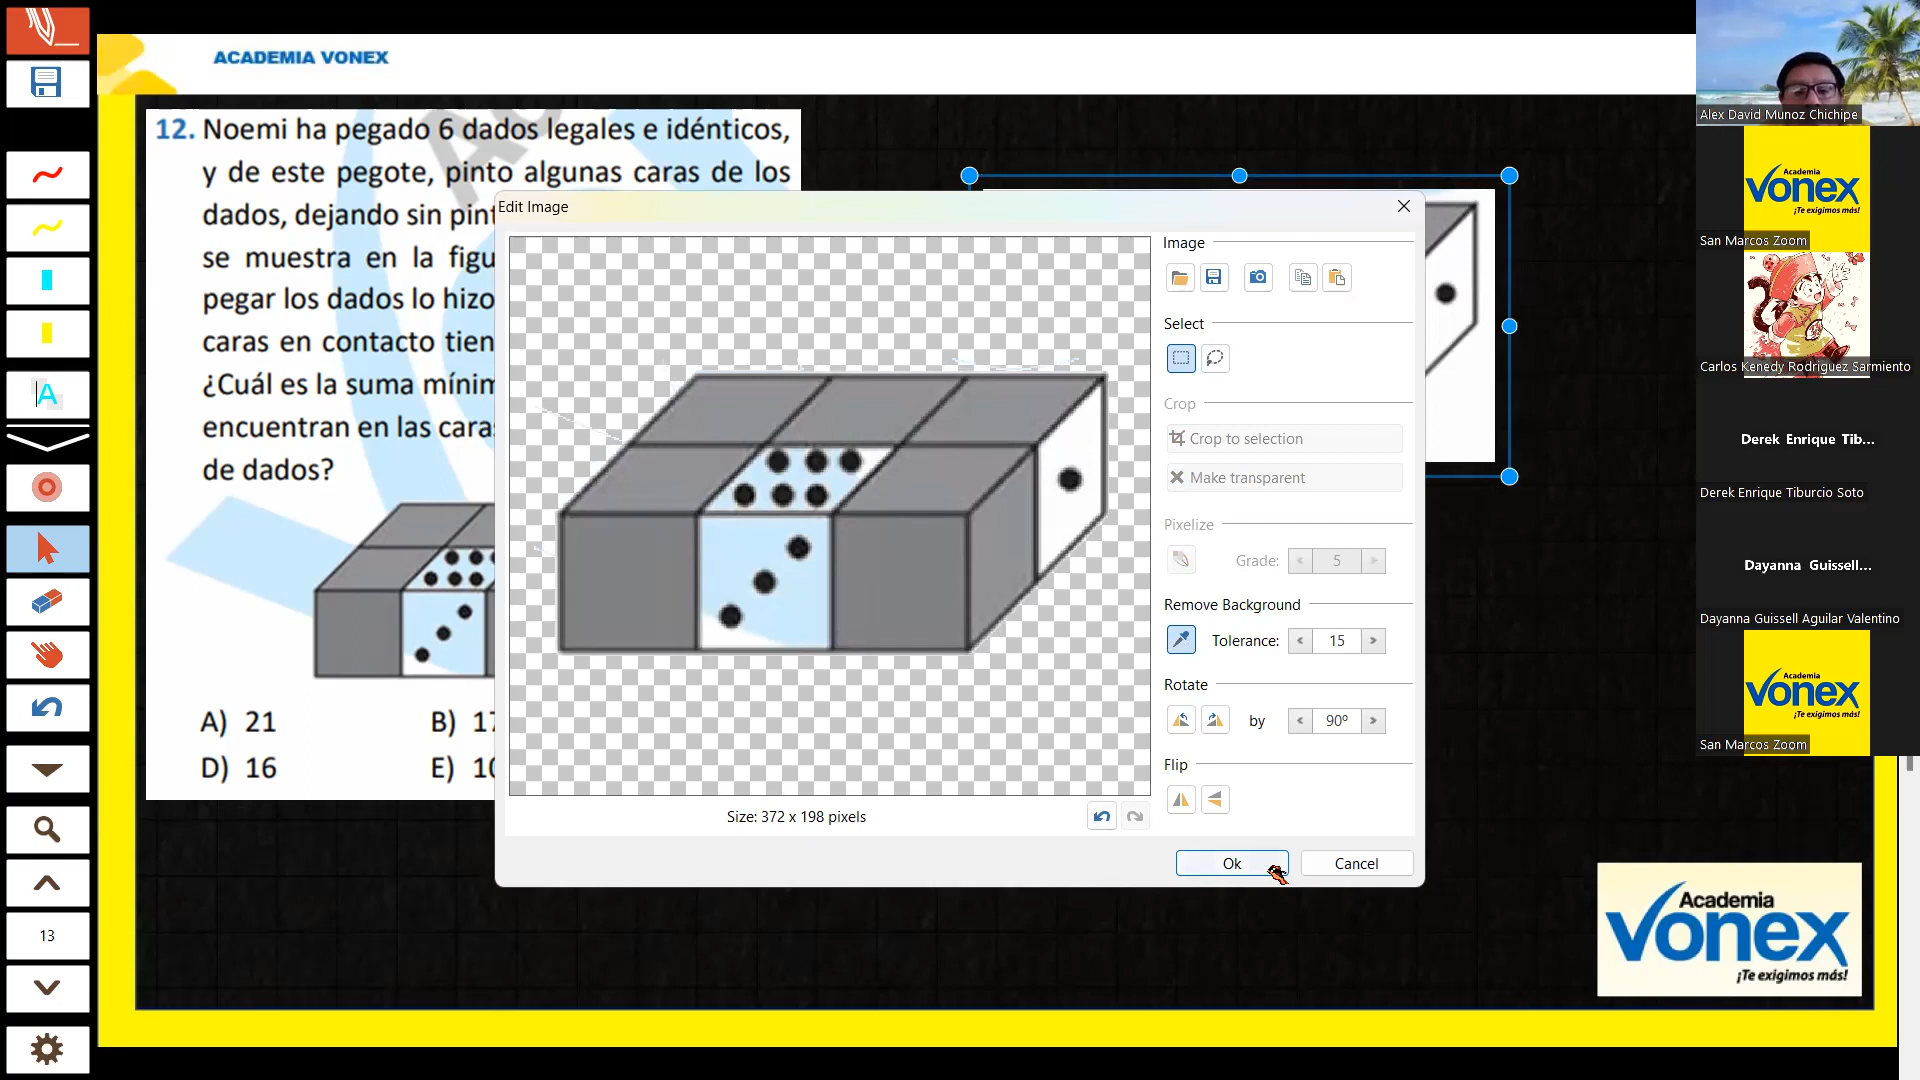 ACADEMIA VONEX
12. Noemi ha pegado 6 dados legales e idénticos,
y de este pegote, pinto algunas caras de los
dados, dejando sin pint
se muestra en la figu
pegar los dados lo hizo
caras en contacto tien
¿Cuál es la suma mínim
encuentran en las caras
de dados?
A) 21
B) 17
D) 16
E) 10
Edit Image
Image
Select
Crop
Crop to selection
Make transparent
Pixelize
Grade: < 5 >
Remove Background
Tolerance: < 15 >
Rotate
by < 90º >
Flip
Size: 372 x 198 pixels
Ok
Cancel
A
13
Alex David Munoz Chichipe
Academia
vonex
¡Te exigimos más!
San Marcos Zoom
Carlos Kenedy Rodriguez Sarmiento
Derek Enrique Tib...
Derek Enrique Tiburcio Soto
Dayanna Guissell...
Dayanna Guissell Aguilar Valentino
Academia
vonex
¡Te exigimos más!
San Marcos Zoom
Academia
vonex
¡Te exigimos más!